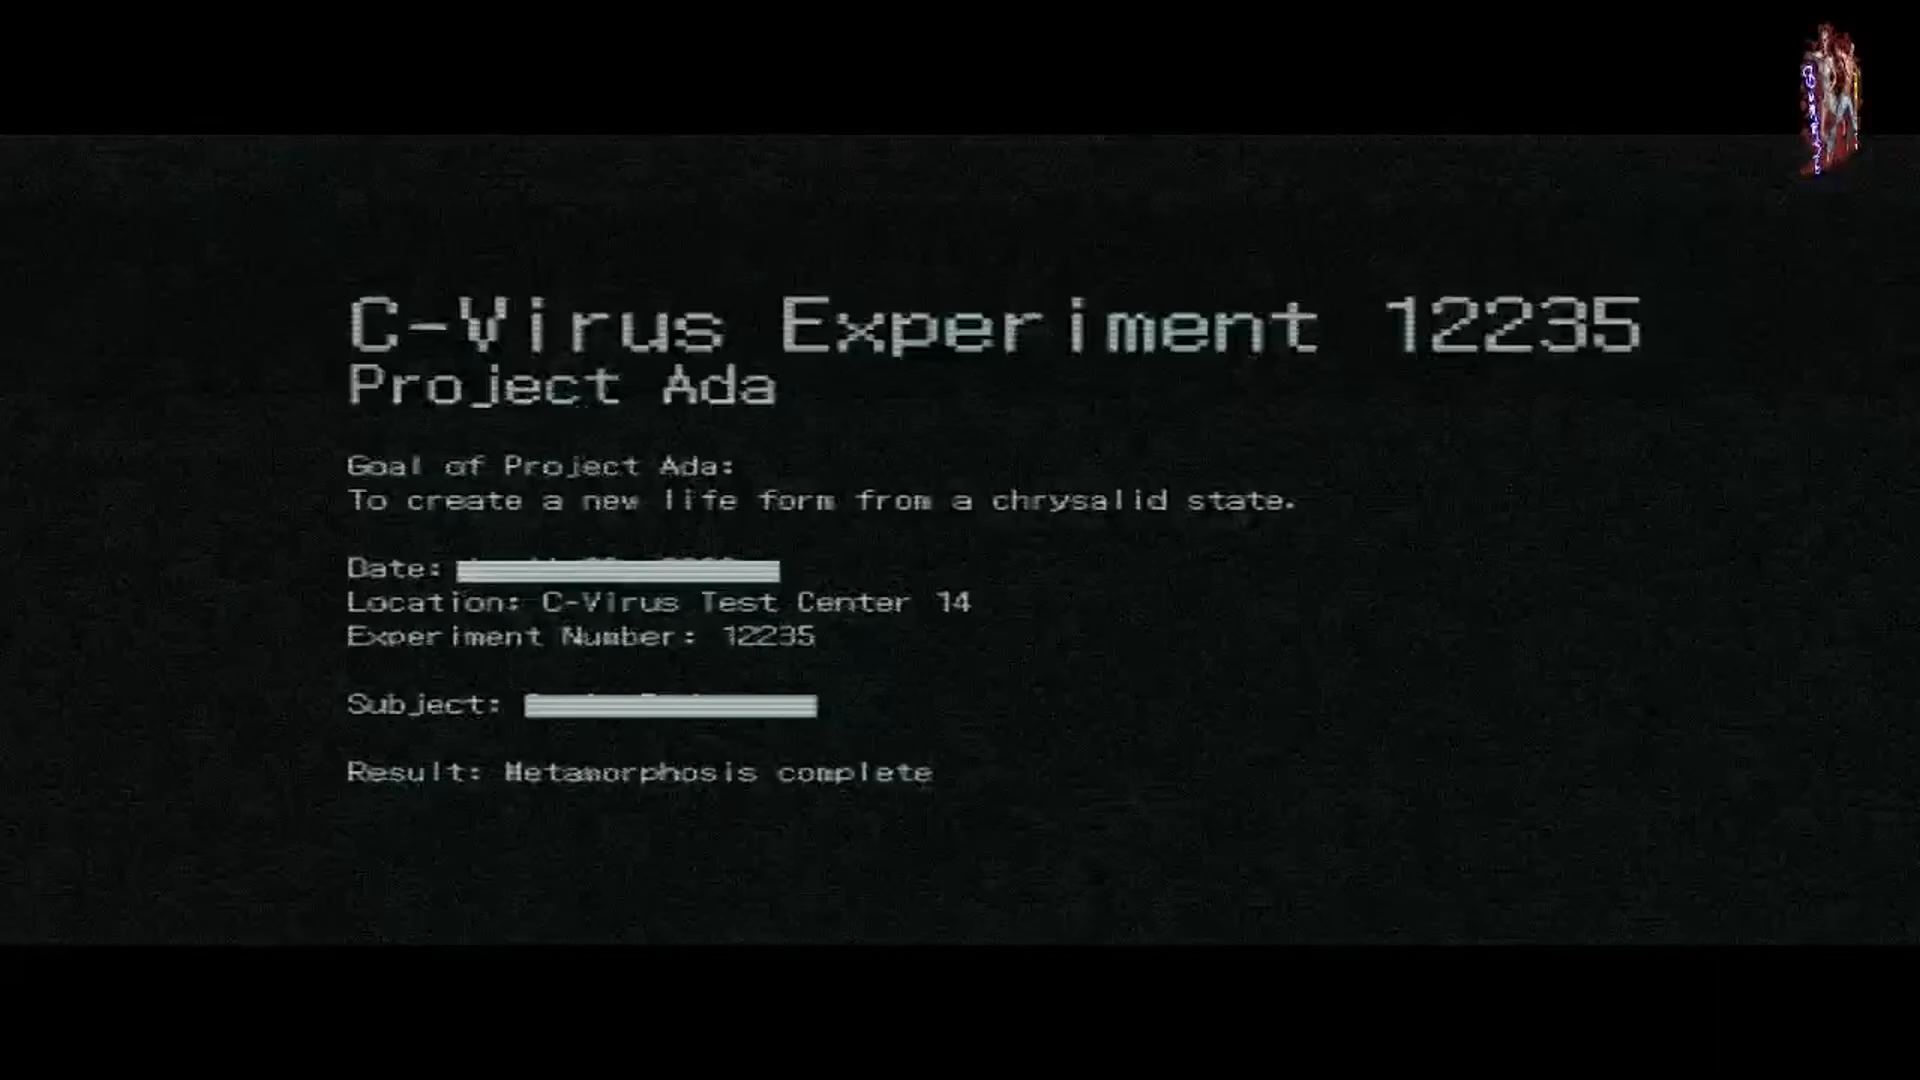 C-Virus Experiment 12235
Project Ada
Goal of Project Ada:
To create a new life form from a chrysalid state.
Date:
Location: C-Virus Test Center 14
Experiment Number: 12235
Subject:
Result: Metamorphosis complete